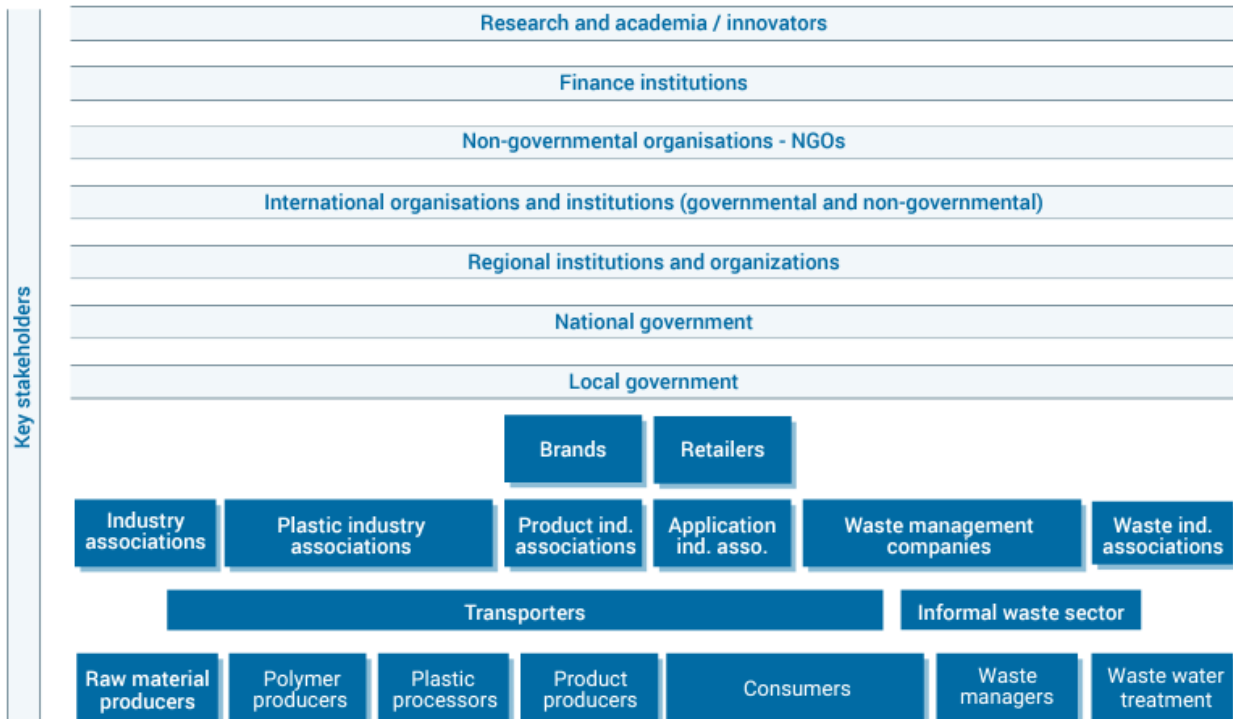 Key stakeholders
Research and academia / innovators
Finance institutions
Non-governmental organisations - NGOs
International organisations and institutions (governmental and non-governmental)
Regional institutions and organizations
National government
Local government
Brands
Retailers
Industry
associations
Plastic industry
associations
Product ind.
associations
Application
ind. asso.
Waste management
companies
Waste ind.
associations
Transporters
Informal waste sector
Raw material
producers
Polymer
producers
Plastic
processors
Product
producers
Consumers
Waste
managers
Waste water
treatment